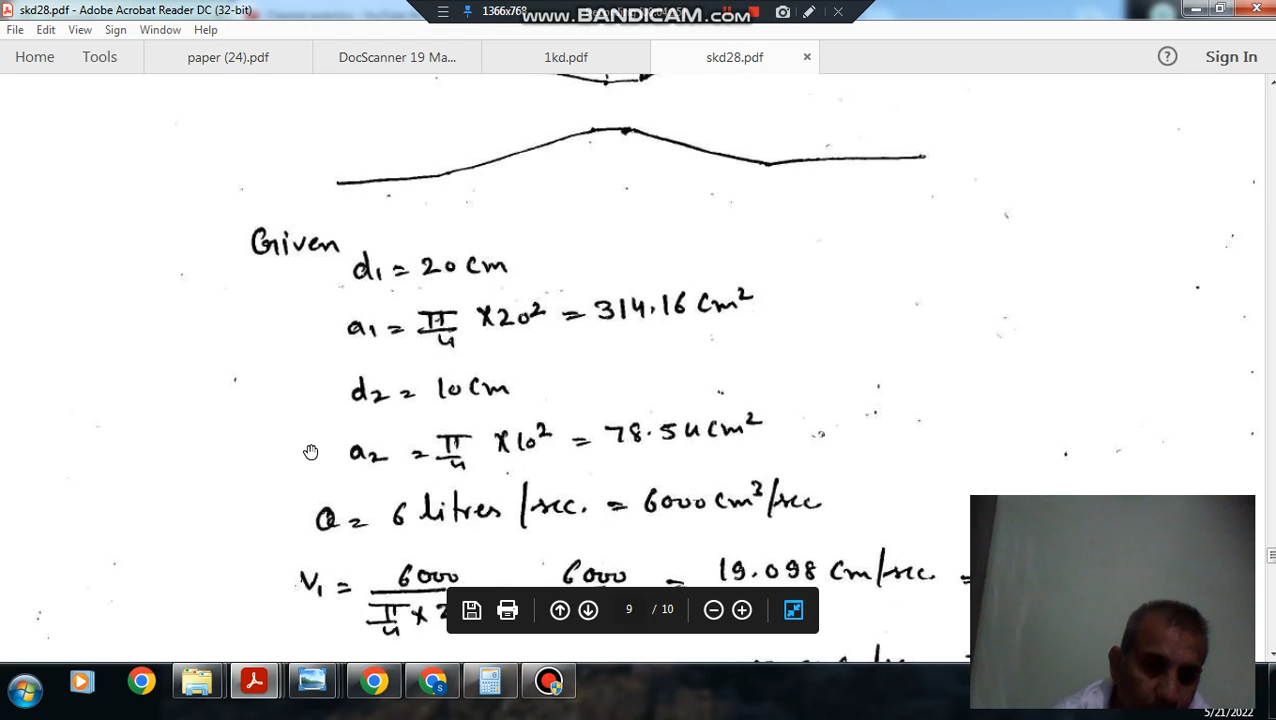 skd28.pdf - Adobe Acrobat Reader DC (32-bit)
1366x768
www.BANDICAM.com
File Edit View Sign Window Help
Home Tools paper (24).pdf DocScanner 19 Ma... 1kd.pdf skd28.pdf × ? Sign In
Given
d₁ = 20 cm
a₁ = π/4 × 20² = 314.16 cm²
d₂ = 10 cm
a₂ = π/4 × 10² = 78.54 cm²
Q = 6 litres/sec. = 6000 cm³/sec
V₁ = 6000 6000 = 19.098 cm/sec. =
π/4 × 2
9 / 10
5/21/2022